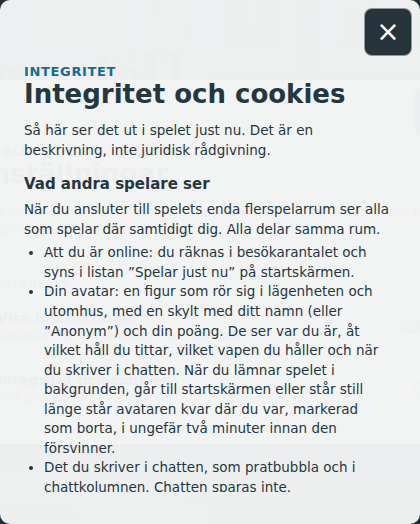 INTEGRITET
Integritet och cookies
Så här ser det ut i spelet just nu. Det är en
beskrivning, inte juridisk rådgivning.
Vad andra spelare ser
När du ansluter till spelets enda flerspelarrum ser alla
som spelar där samtidigt dig. Alla delar samma rum.
• Att du är online: du räknas i besökarantalet och
syns i listan ”Spelar just nu” på startskärmen.
• Din avatar: en figur som rör sig i lägenheten och
utomhus, med en skylt med ditt namn (eller
”Anonym”) och din poäng. De ser var du är, åt
vilket håll du tittar, vilket vapen du håller och när
du skriver i chatten. När du lämnar spelet i
bakgrunden, går till startskärmen eller står still
länge står avataren kvar där du var, markerad
som borta, i ungefär två minuter innan den
försvinner.
• Det du skriver i chatten, som pratbubbla och i
chattkolumnen. Chatten sparas inte.